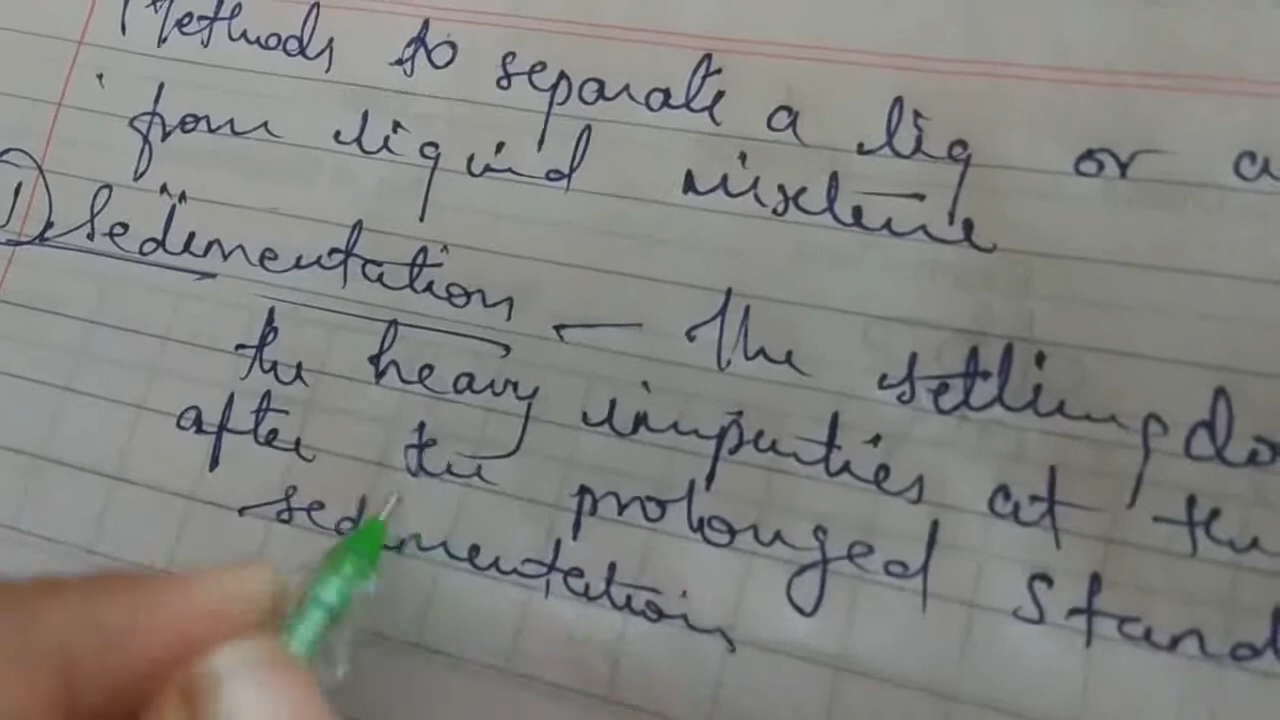 Methods to separate a liq or a
from liquid mixture
① Sedimentation - The settling do
the heavy impurties at the
after the prolonged stand
sedimentation